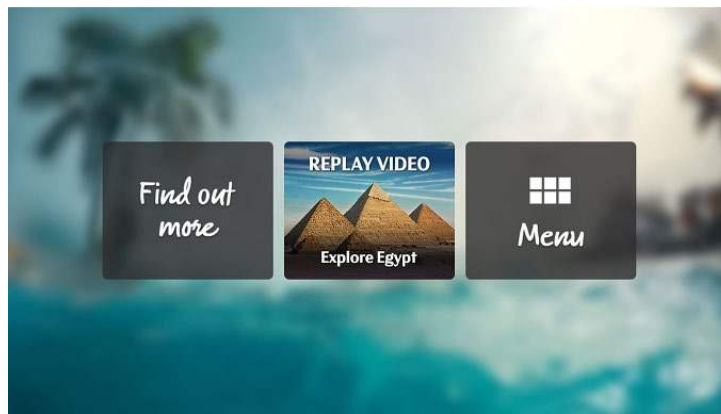 Find out
more
REPLAY VIDEO
Explore Egypt
Menu